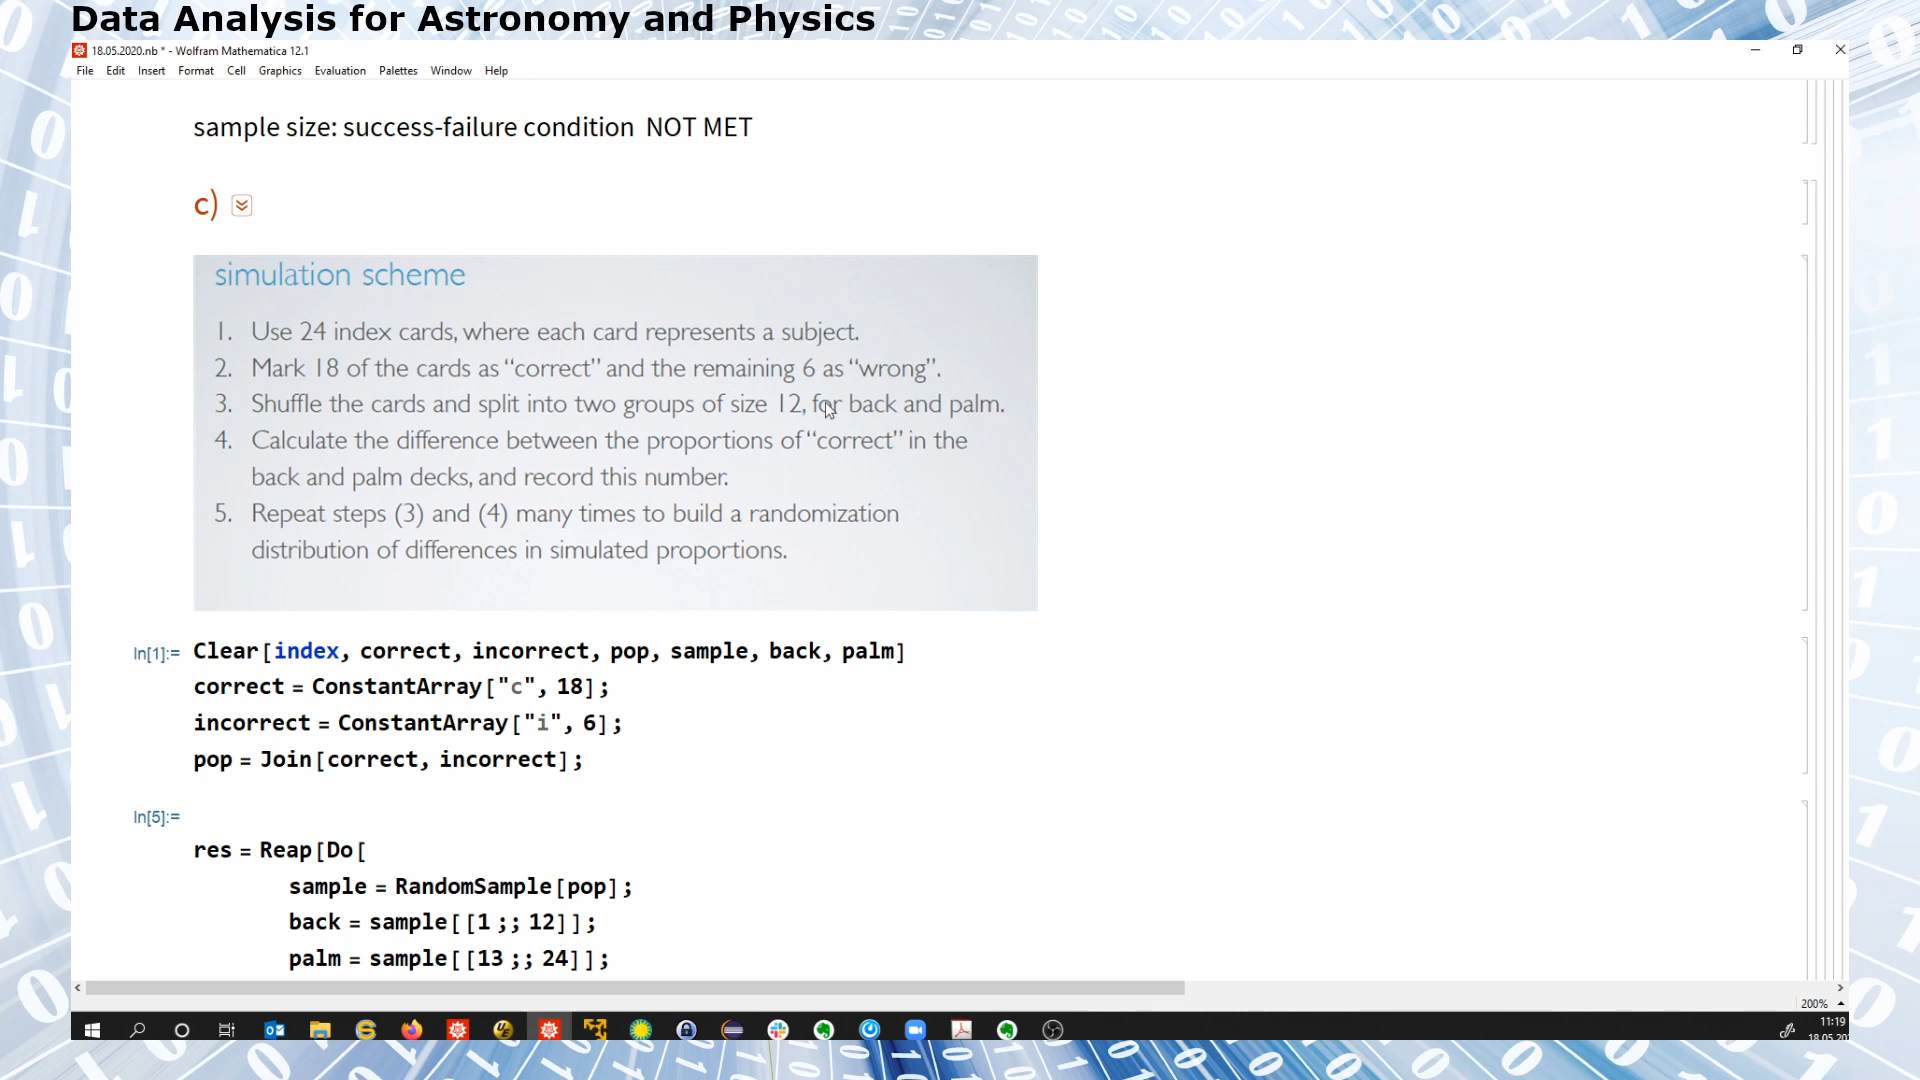 Data Analysis for Astronomy and Physics
18.05.2020.nb * - Wolfram Mathematica 12.1
File Edit Insert Format Cell Graphics Evaluation Palettes Window Help
sample size: success-failure condition NOT MET
c)
simulation scheme
1. Use 24 index cards, where each card represents a subject.
2. Mark 18 of the cards as “correct” and the remaining 6 as “wrong”.
3. Shuffle the cards and split into two groups of size 12, for back and palm.
4. Calculate the difference between the proportions of “correct” in the
back and palm decks, and record this number.
5. Repeat steps (3) and (4) many times to build a randomization
distribution of differences in simulated proportions.
In[1]:= Clear[index, correct, incorrect, pop, sample, back, palm]
correct = ConstantArray["c", 18];
incorrect = ConstantArray["i", 6];
pop = Join[correct, incorrect];
In[5]:=
res = Reap[Do[
sample = RandomSample[pop];
back = sample[[1 ;; 12]];
palm = sample[[13 ;; 24]];
200%
11:19